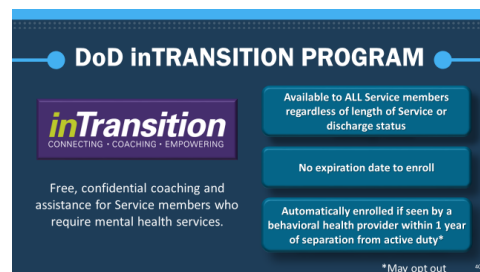 DoD inTRANSITION PROGRAM
inTransition
CONNECTING • COACHING • EMPOWERING
Free, confidential coaching and
assistance for Service members who
require mental health services.
Available to ALL Service members
regardless of length of Service or
discharge status
No expiration date to enroll
Automatically enrolled if seen by a
behavioral health provider within 1 year
of separation from active duty*
*May opt out